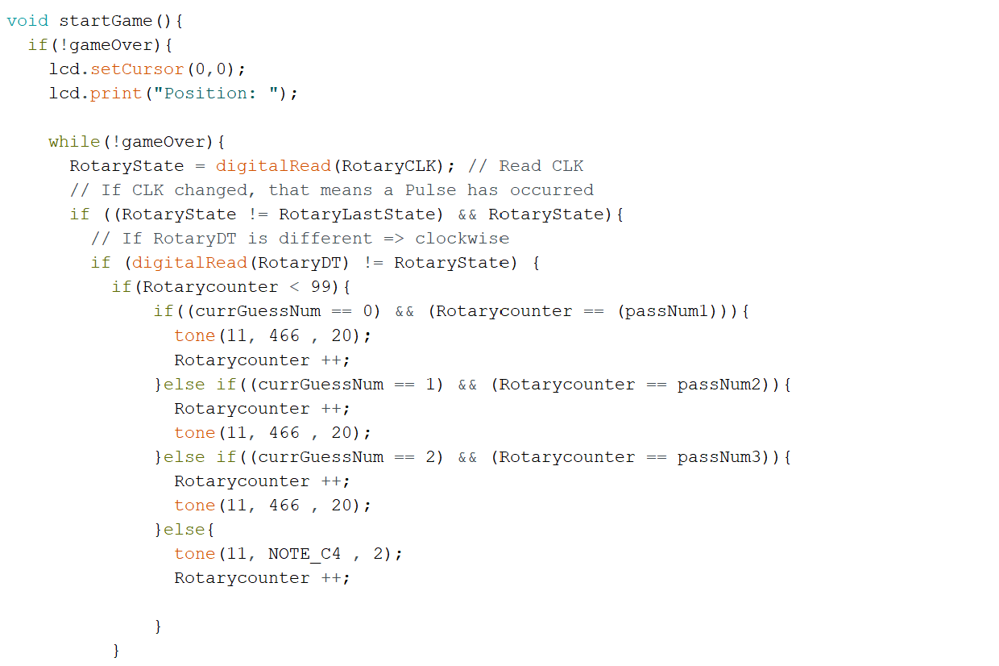 void startGame(){
  if(!gameOver){
    lcd.setCursor(0,0);
    lcd.print("Position: ");

    while(!gameOver){
      RotaryState = digitalRead(RotaryCLK); // Read CLK
      // If CLK changed, that means a Pulse has occurred
      if ((RotaryState != RotaryLastState) && RotaryState){
        // If RotaryDT is different => clockwise
        if (digitalRead(RotaryDT) != RotaryState) {
          if(Rotarycounter < 99){
              if((currGuessNum == 0) && (Rotarycounter == (passNum1))){
                tone(11, 466 , 20);
                Rotarycounter ++;
              }else if((currGuessNum == 1) && (Rotarycounter == passNum2)){
                Rotarycounter ++;
                tone(11, 466 , 20);
              }else if((currGuessNum == 2) && (Rotarycounter == passNum3)){
                Rotarycounter ++;
                tone(11, 466 , 20);
              }else{
                tone(11, NOTE_C4 , 2);
                Rotarycounter ++;

              }
          }